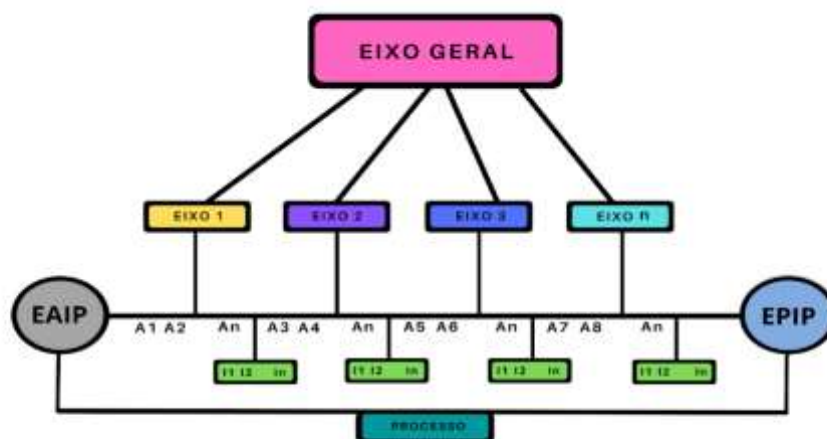 EIXO GERAL
EIXO 1 EIXO 2 EIXO 3 EIXO n
EAIP EPIP
A1 A2 An A3 A4 An A5 A6 An A7 A8 An
I1 I2 In I1 I2 In I1 I2 In I1 I2 In
PROCESSO